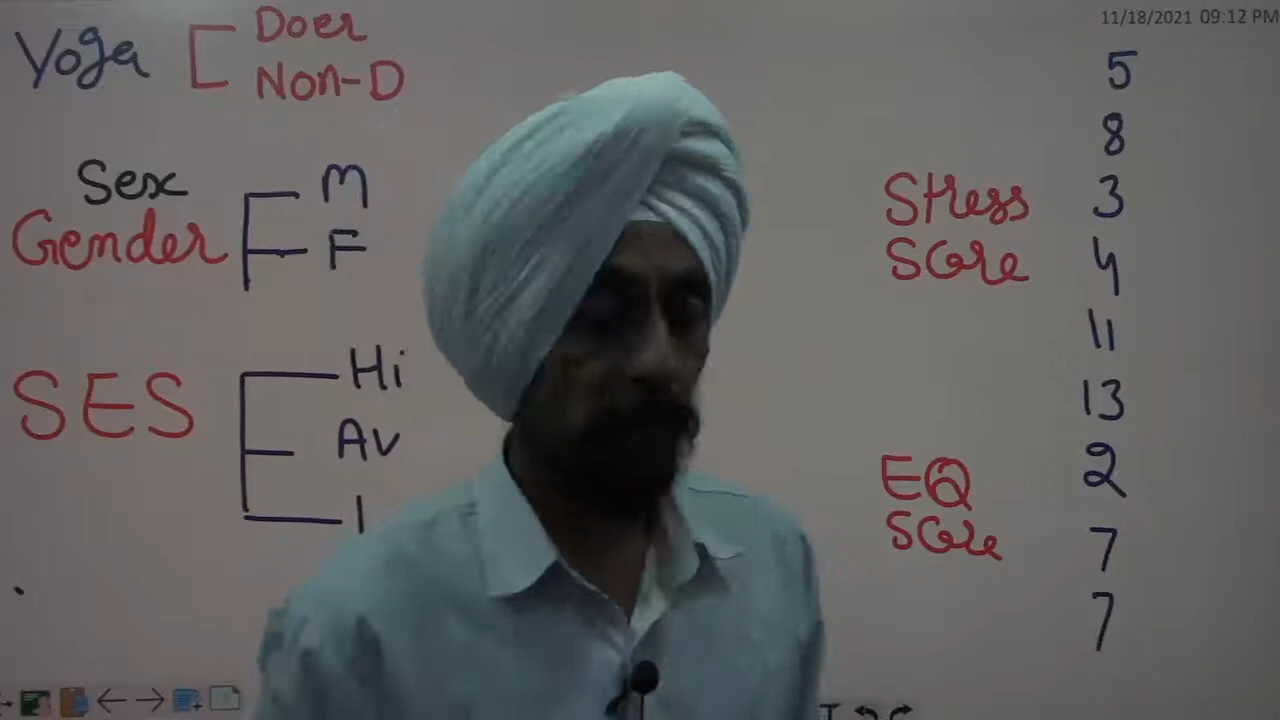 11/18/2021 09:12 PM
Yoga
Doer
Non-D
Sex
Gender
M
F
SES
Hi
Av
Stress
Score
EQ
Score
5
8
3
4
11
13
2
7
7